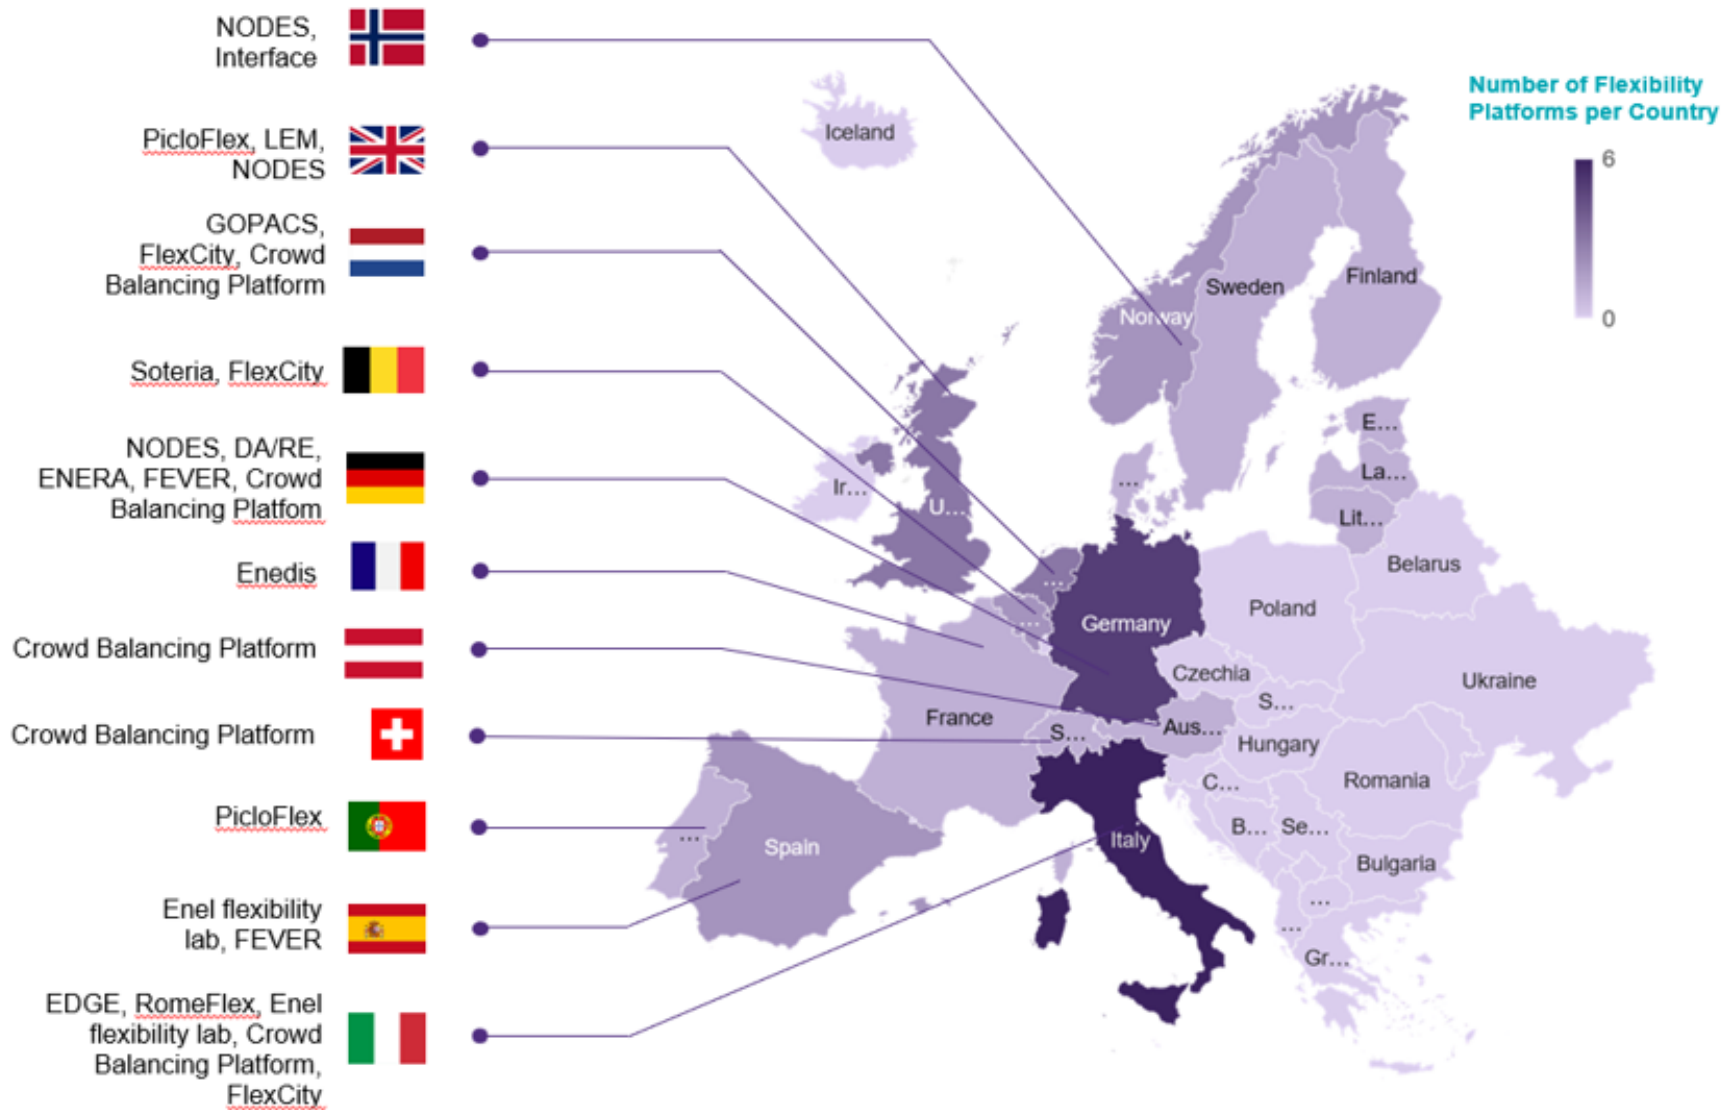 NODES,
Interface
PicloFlex, LEM,
NODES
GOPACS,
FlexCity, Crowd
Balancing Platform
Soteria, FlexCity
NODES, DA/RE,
ENERA, FEVER, Crowd
Balancing Platfom
Enedis
Crowd Balancing Platform
Crowd Balancing Platform
PicloFlex
Enel flexibility
lab, FEVER
EDGE, RomeFlex, Enel
flexibility lab, Crowd
Balancing Platform,
FlexCity
Number of Flexibility
Platforms per Country
6
0
Iceland
Norway
Sweden
Finland
E...
La...
Lit...
...
Ir...
U...
Belarus
...
...
Germany
Poland
Czechia
Ukraine
S...
France
S...
Aus...
Hungary
C...
Romania
...
Spain
Italy
B...
Se...
Bulgaria
...
...
Gr...